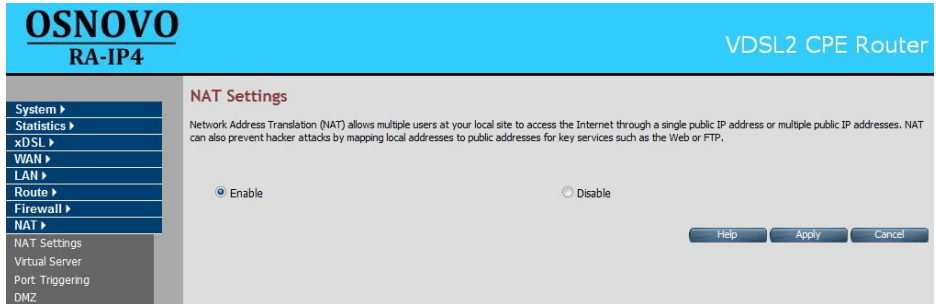 OSNOVO
RA-IP4
VDSL2 CPE Router
System
Statistics
xDSL
WAN
LAN
Route
Firewall
NAT
NAT Settings
Virtual Server
Port Triggering
DMZ
NAT Settings
Network Address Translation (NAT) allows multiple users at your local site to access the Internet through a single public IP address or multiple public IP addresses. NAT
can also prevent hacker attacks by mapping local addresses to public addresses for key services such as the Web or FTP.
Enable Disable
Help Apply Cancel